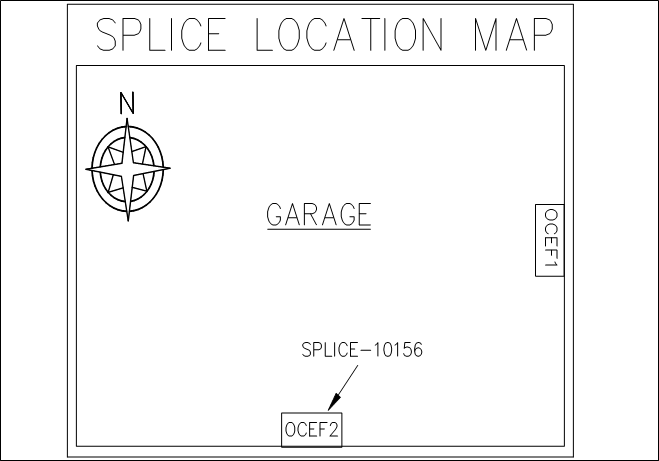 SPLICE LOCATION MAP
N
GARAGE
OCEF1
SPLICE-10156
OCEF2